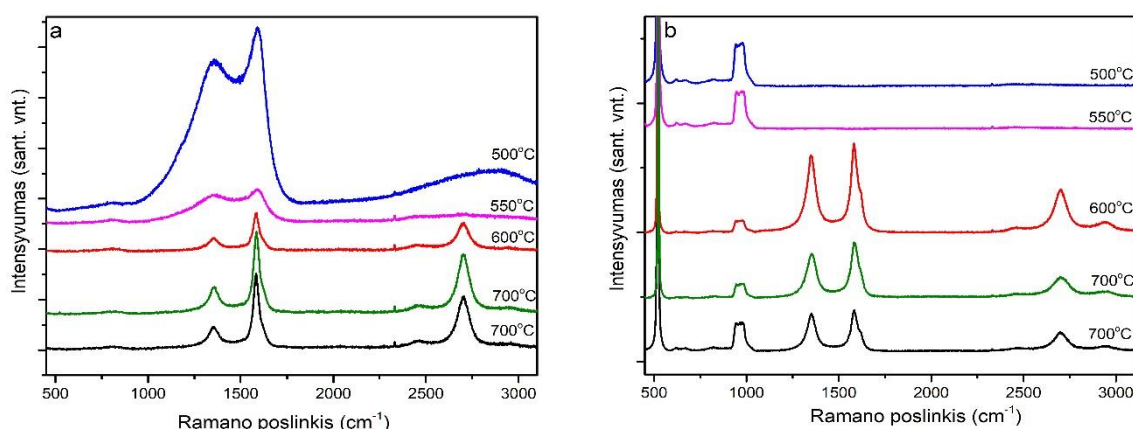 a
Intensyvumas (sant. vnt.)
500°C
550°C
600°C
700°C
700°C
500 1000 1500 2000 2500 3000
Ramano poslinkis (cm⁻¹)
b
Intensyvumas (sant. vnt.)
500°C
550°C
600°C
700°C
700°C
500 1000 1500 2000 2500 3000
Ramano poslinkis (cm⁻¹)